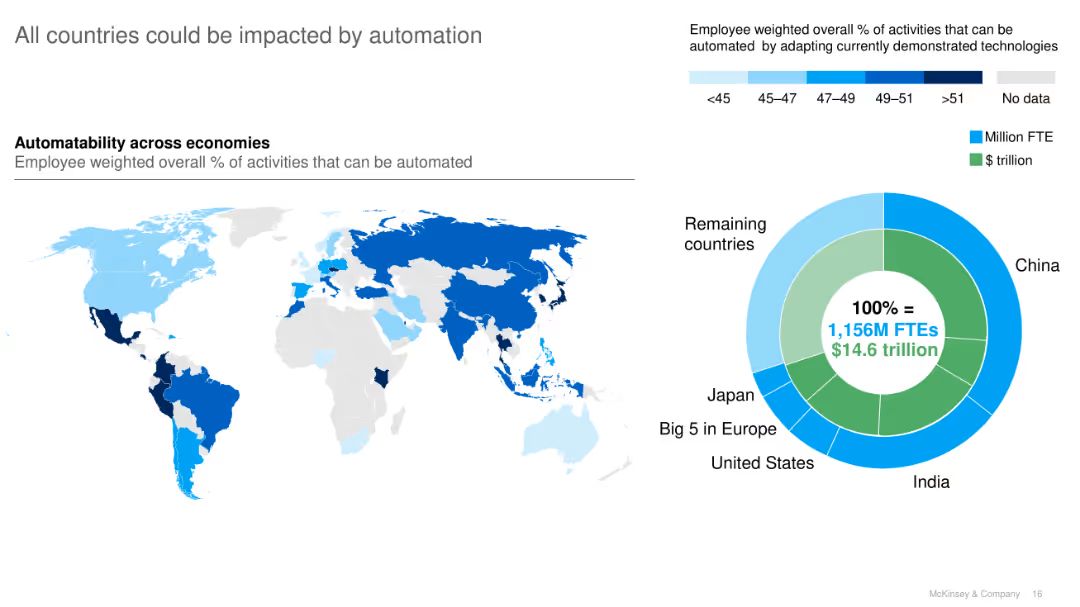 All countries could be impacted by automation
Employee weighted overall % of activities that can be
automated by adapting currently demonstrated technologies
<45 45–47 47–49 49–51 >51 No data
Automatability across economies
Employee weighted overall % of activities that can be automated
Million FTE
$ trillion
Remaining
countries
China
100% =
1,156M FTEs
$14.6 trillion
Japan
Big 5 in Europe
United States
India
McKinsey & Company 16